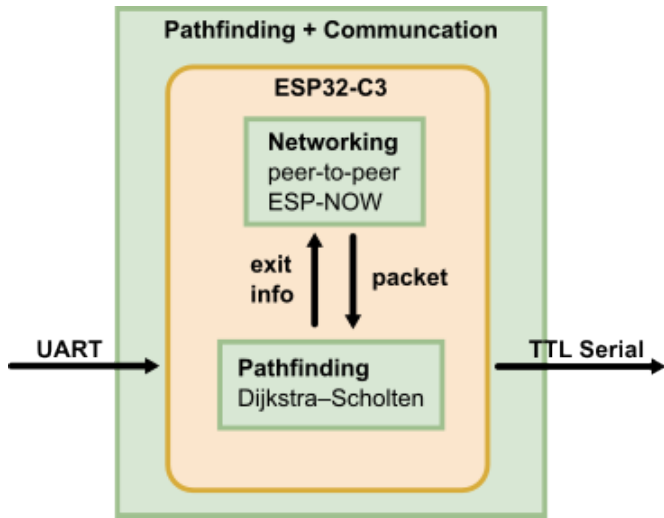 Pathfinding + Communcation
ESP32-C3
Networking
peer-to-peer
ESP-NOW
exit
info
packet
UART
TTL Serial
Pathfinding
Dijkstra–Scholten